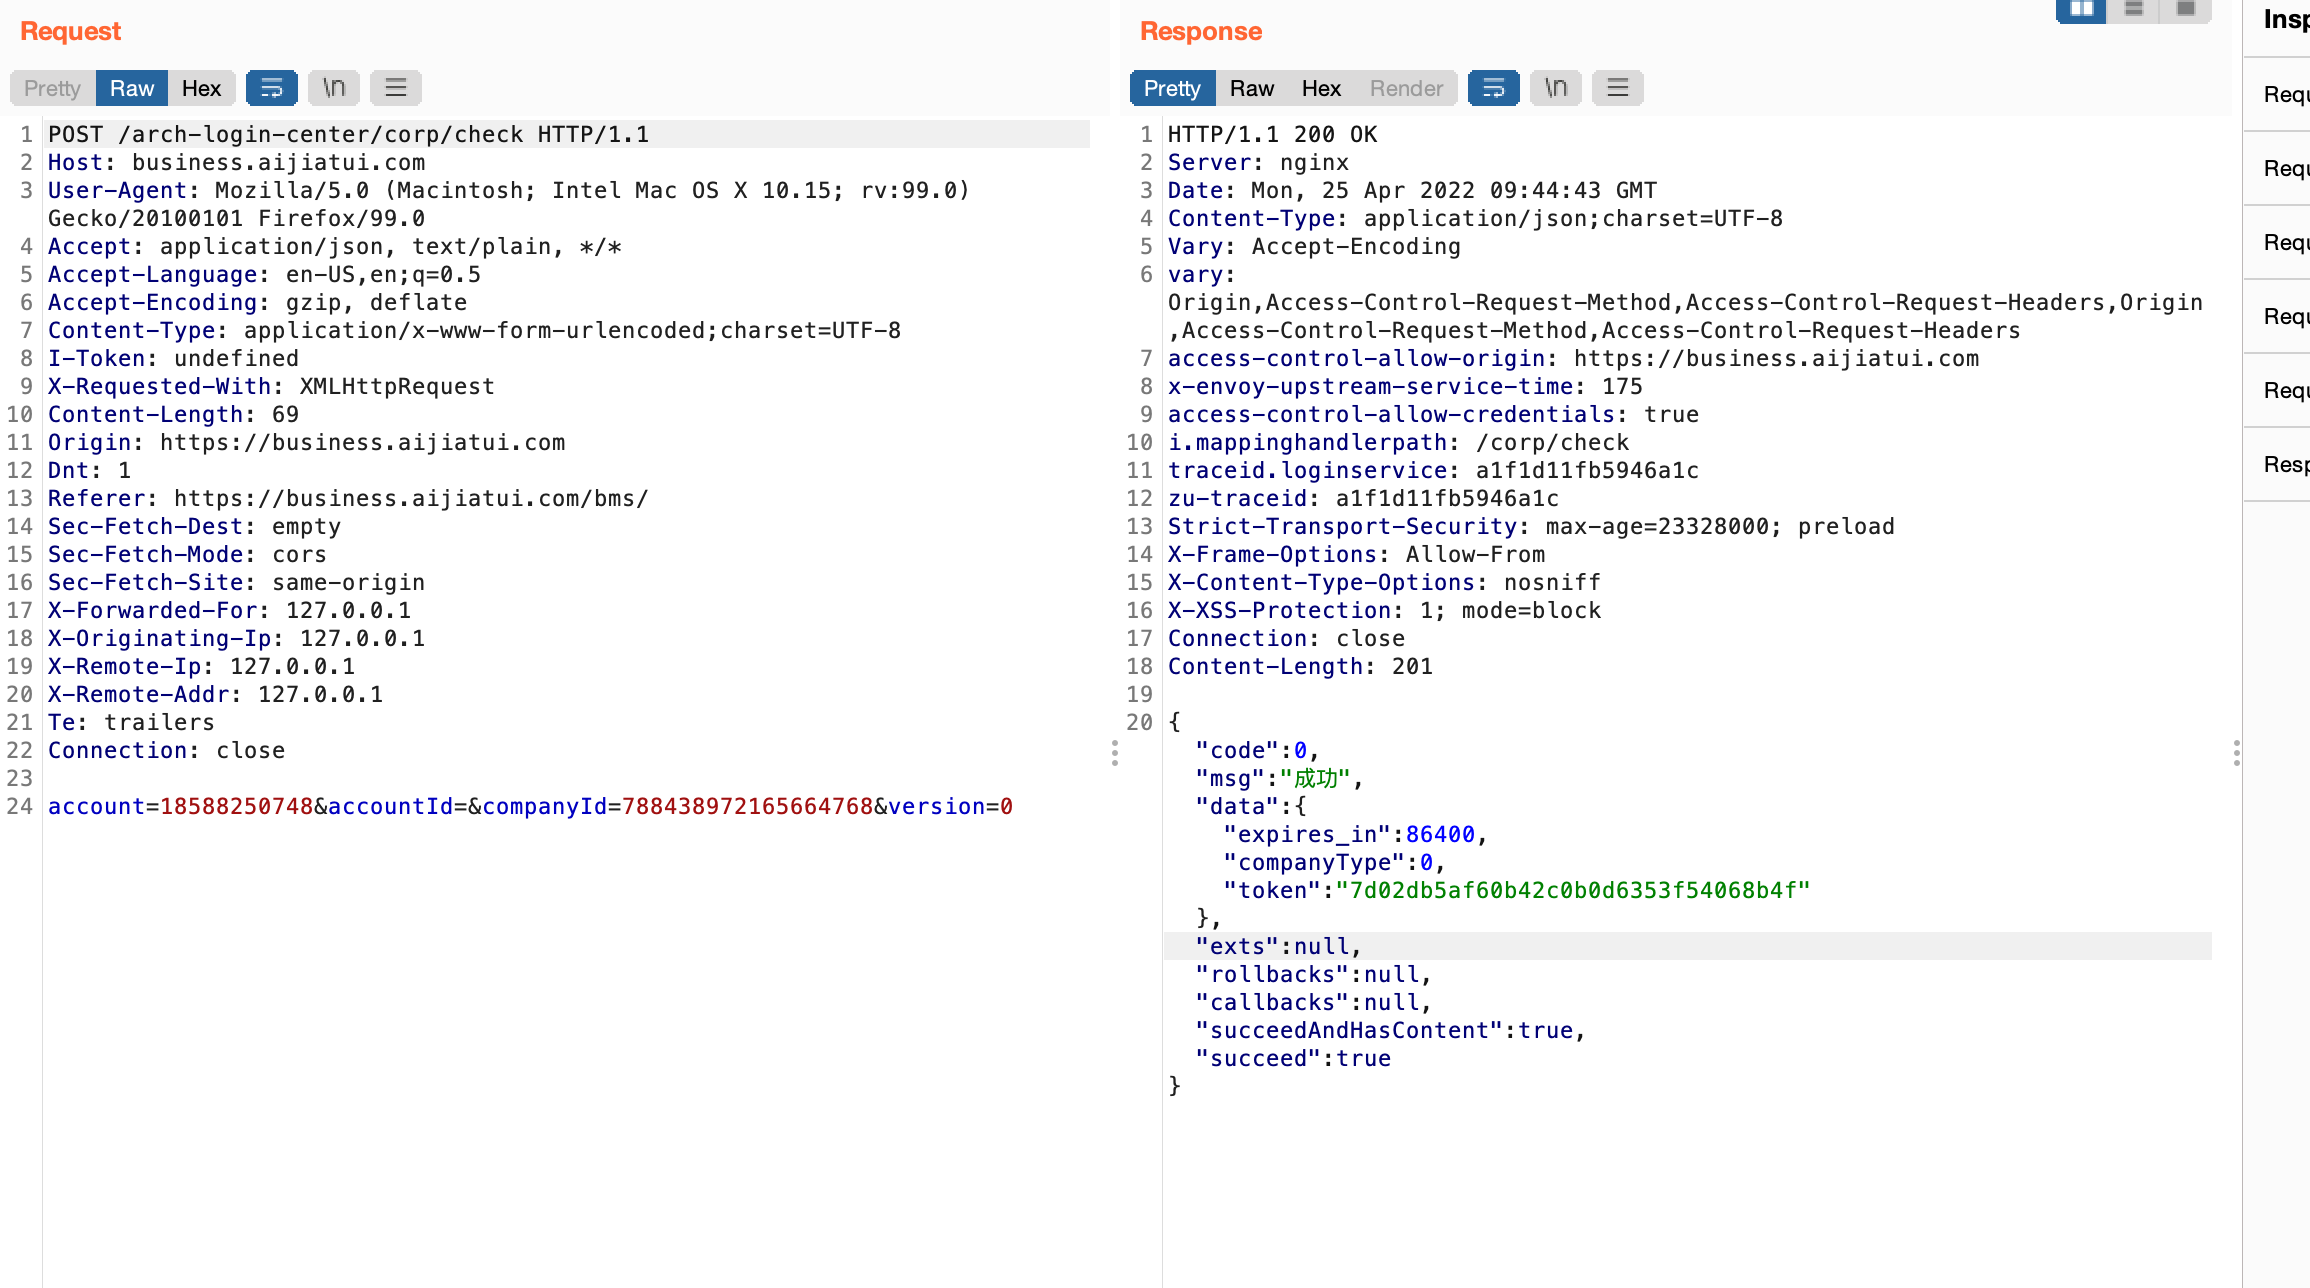 Request
Pretty Raw Hex \n
1 POST /arch-login-center/corp/check HTTP/1.1
2 Host: business.aijiatui.com
3 User-Agent: Mozilla/5.0 (Macintosh; Intel Mac OS X 10.15; rv:99.0)
Gecko/20100101 Firefox/99.0
4 Accept: application/json, text/plain, */*
5 Accept-Language: en-US,en;q=0.5
6 Accept-Encoding: gzip, deflate
7 Content-Type: application/x-www-form-urlencoded;charset=UTF-8
8 I-Token: undefined
9 X-Requested-With: XMLHttpRequest
10 Content-Length: 69
11 Origin: https://business.aijiatui.com
12 Dnt: 1
13 Referer: https://business.aijiatui.com/bms/
14 Sec-Fetch-Dest: empty
15 Sec-Fetch-Mode: cors
16 Sec-Fetch-Site: same-origin
17 X-Forwarded-For: 127.0.0.1
18 X-Originating-Ip: 127.0.0.1
19 X-Remote-Ip: 127.0.0.1
20 X-Remote-Addr: 127.0.0.1
21 Te: trailers
22 Connection: close
23
24 account=18588250748&accountId=&companyId=788438972165664768&version=0
Response
Pretty Raw Hex Render \n
1 HTTP/1.1 200 OK
2 Server: nginx
3 Date: Mon, 25 Apr 2022 09:44:43 GMT
4 Content-Type: application/json;charset=UTF-8
5 Vary: Accept-Encoding
6 vary:
Origin,Access-Control-Request-Method,Access-Control-Request-Headers,Origin
,Access-Control-Request-Method,Access-Control-Request-Headers
7 access-control-allow-origin: https://business.aijiatui.com
8 x-envoy-upstream-service-time: 175
9 access-control-allow-credentials: true
10 i.mappinghandlerpath: /corp/check
11 traceid.loginservice: a1f1d11fb5946a1c
12 zu-traceid: a1f1d11fb5946a1c
13 Strict-Transport-Security: max-age=23328000; preload
14 X-Frame-Options: Allow-From
15 X-Content-Type-Options: nosniff
16 X-XSS-Protection: 1; mode=block
17 Connection: close
18 Content-Length: 201
19
20 {
"code":0,
"msg":"成功",
"data":{
"expires_in":86400,
"companyType":0,
"token":"7d02db5af60b42c0b0d6353f54068b4f"
},
"exts":null,
"rollbacks":null,
"callbacks":null,
"succeedAndHasContent":true,
"succeed":true
}
Insp
Requ
Requ
Requ
Requ
Requ
Resp